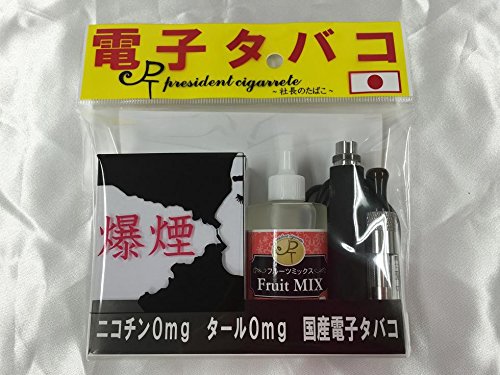 電子タバコ
PT president cigarrete
～社長のたばこ～
爆煙
PT
フルーツミックス
Fruit MIX
ニコチン0mg タール0mg 国産電子タバコ